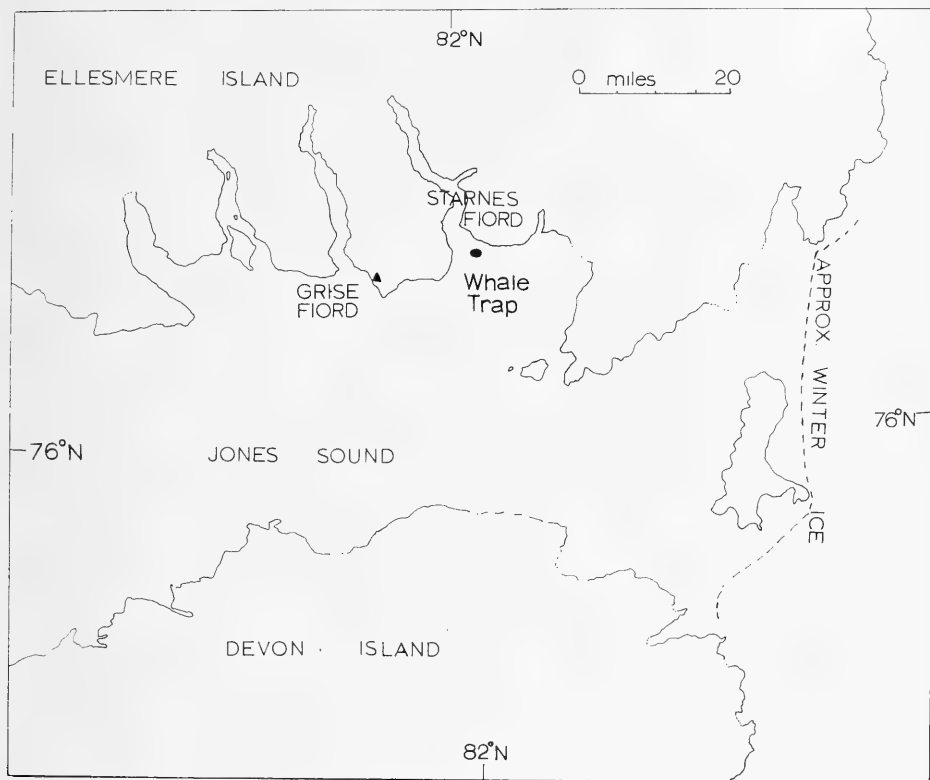 82°N
ELLESMERE ISLAND
0 miles 20
STARNES
FIORD
GRISE
FIORD
Whale
Trap
APPROX. WINTER ICE
76°N
76°N
JONES SOUND
DEVON ISLAND
82°N